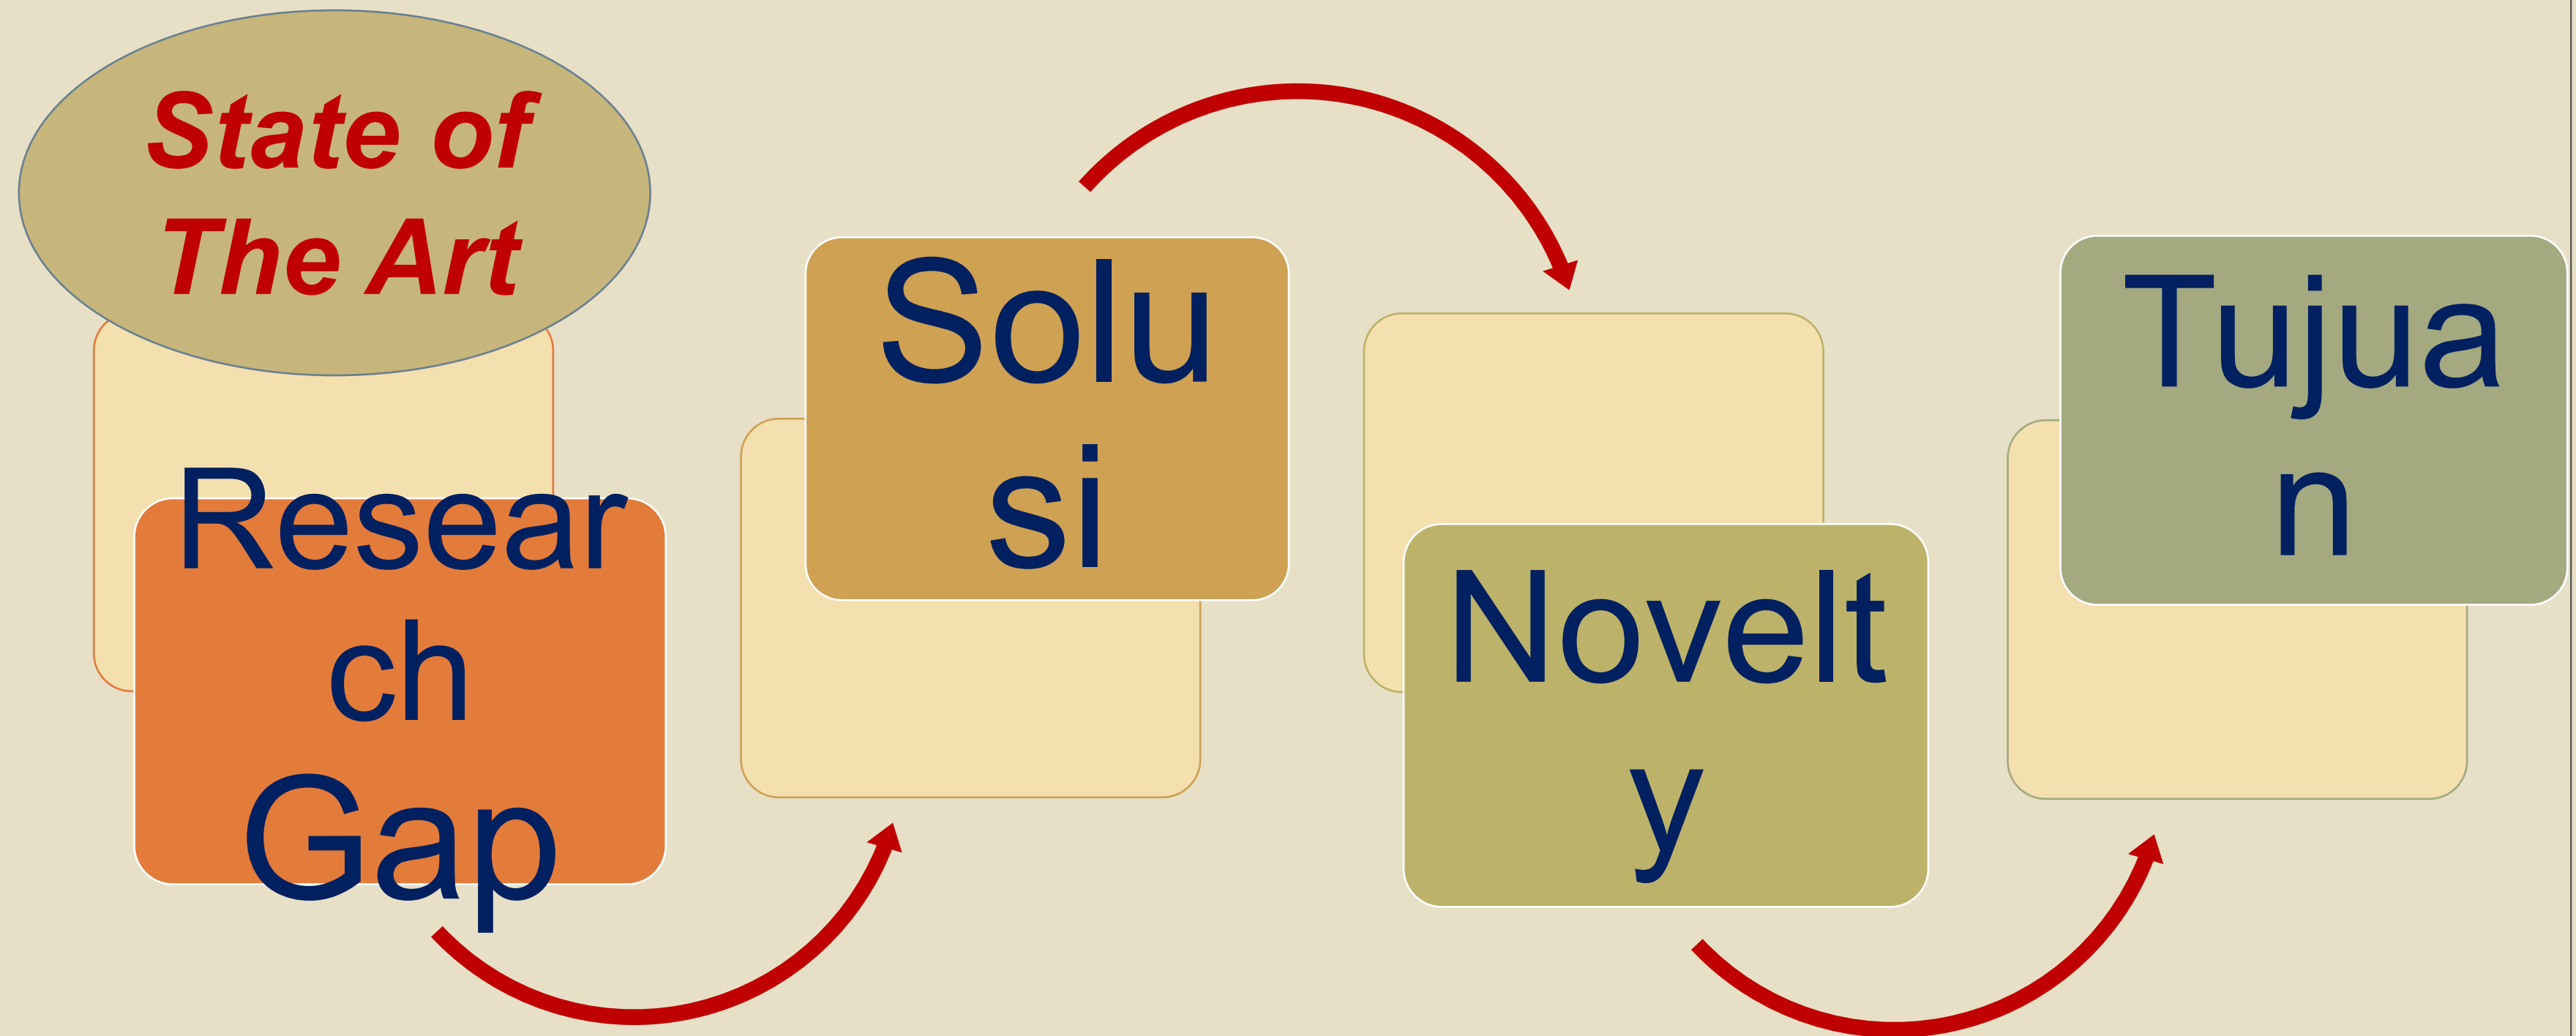 State of
The Art
Resear
ch
Gap
Solu
si
Novelt
y
Tujua
n